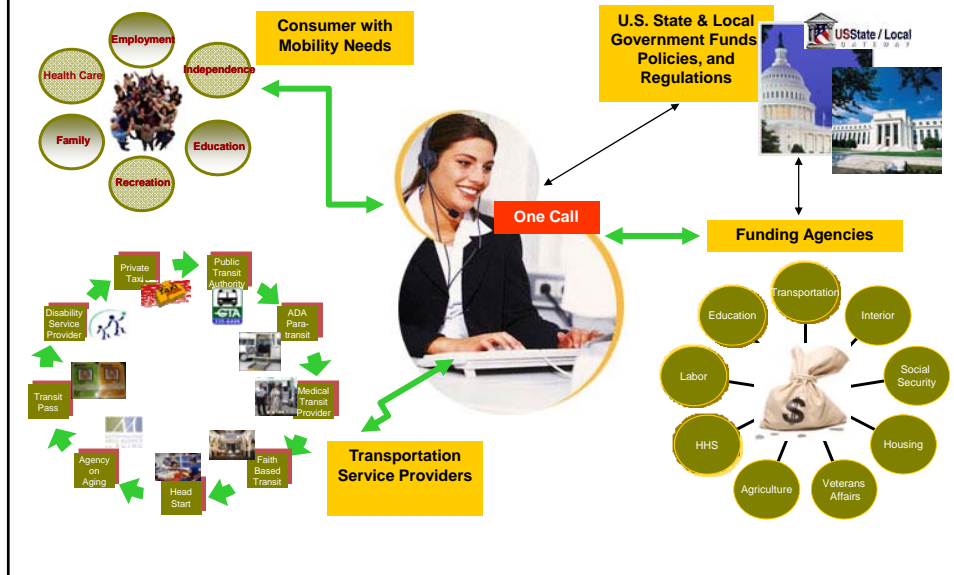 Consumer with
Mobility Needs
Employment
Health Care
Independence
Family
Education
Recreation
U.S. State & Local
Government Funds
Policies, and
Regulations
USState / Local
GATEWAY
One Call
Funding Agencies
Private
Taxi
Public
Transit
Authority
TAXI
GTA
Disability
Service
Provider
ADA
Para-
transit
Transit
Pass
Medical
Transit
Provider
Agency
on
Aging
Head
Start
Faith
Based
Transit
Transportation
Service Providers
Transportation
Education
Interior
Labor
Social
Security
$
HHS
Housing
Agriculture
Veterans
Affairs